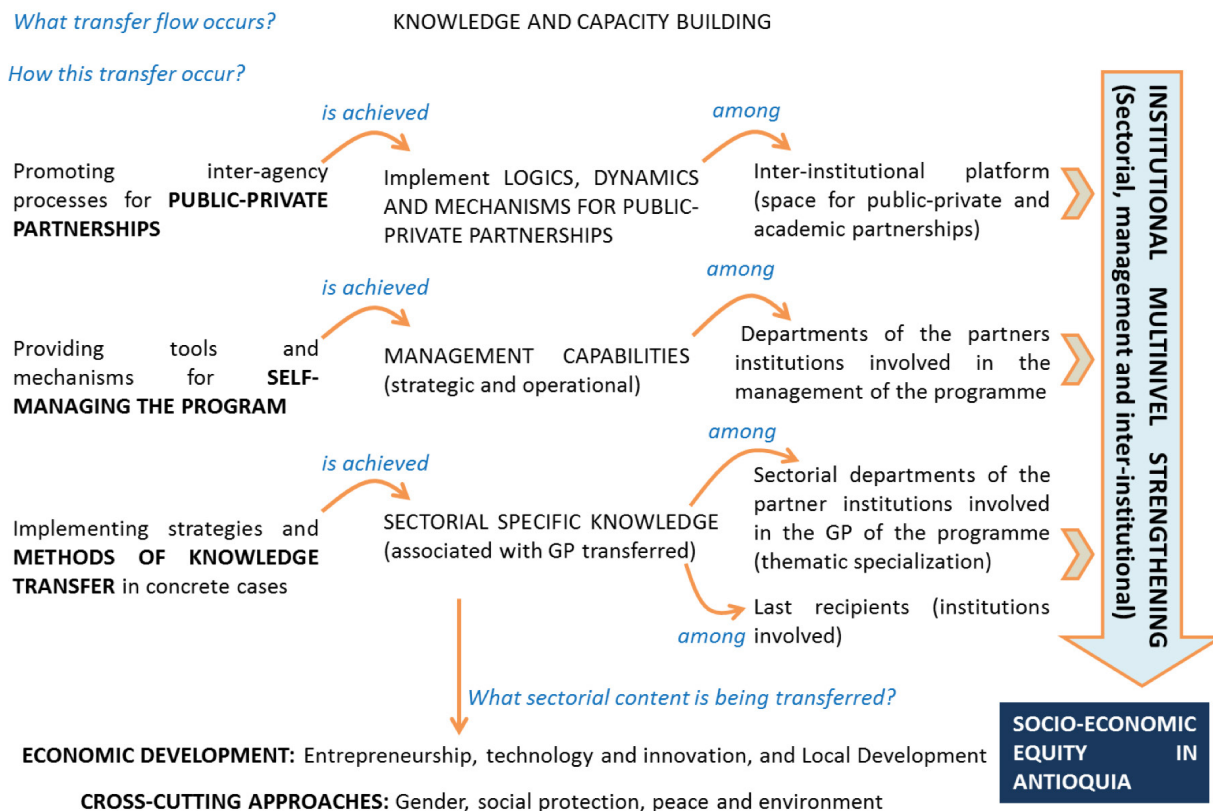 What transfer flow occurs?
KNOWLEDGE AND CAPACITY BUILDING
How this transfer occur?
is achieved
among
Promoting inter-agency
processes for PUBLIC-PRIVATE
PARTNERSHIPS
Implement LOGICS, DYNAMICS
AND MECHANISMS FOR PUBLIC-
PRIVATE PARTNERSHIPS
Inter-institutional platform
(space for public-private and
academic partnerships)
is achieved
among
Providing tools and
mechanisms for SELF-
MANAGING THE PROGRAM
MANAGEMENT CAPABILITIES
(strategic and operational)
Departments of the partners
institutions involved in the
management of the programme
is achieved
among
Implementing strategies and
METHODS OF KNOWLEDGE
TRANSFER in concrete cases
SECTORIAL SPECIFIC KNOWLEDGE
(associated with GP transferred)
Sectorial departments of the
partner institutions involved
in the GP of the programme
(thematic specialization)
Last recipients (institutions
involved)
among
INSTITUTIONAL MULTINIVEL STRENGTHENING
(Sectorial, management and inter-institutional)
What sectorial content is being transferred?
ECONOMIC DEVELOPMENT: Entrepreneurship, technology and innovation, and Local Development
CROSS-CUTTING APPROACHES: Gender, social protection, peace and environment
SOCIO-ECONOMIC
EQUITY IN
ANTIOQUIA